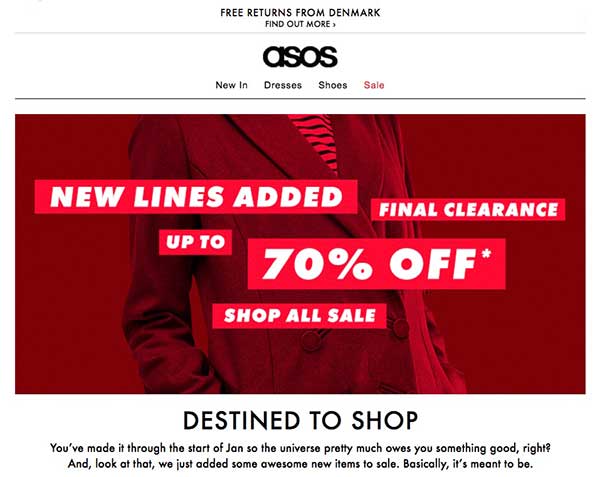 FREE RETURNS FROM DENMARK
FIND OUT MORE ›
asos
New In Dresses Shoes Sale
NEW LINES ADDED
FINAL CLEARANCE
UP TO
70% OFF*
SHOP ALL SALE
DESTINED TO SHOP
You've made it through the start of Jan so the universe pretty much owes you something good, right?
And, look at that, we just added some awesome new items to sale. Basically, it's meant to be.